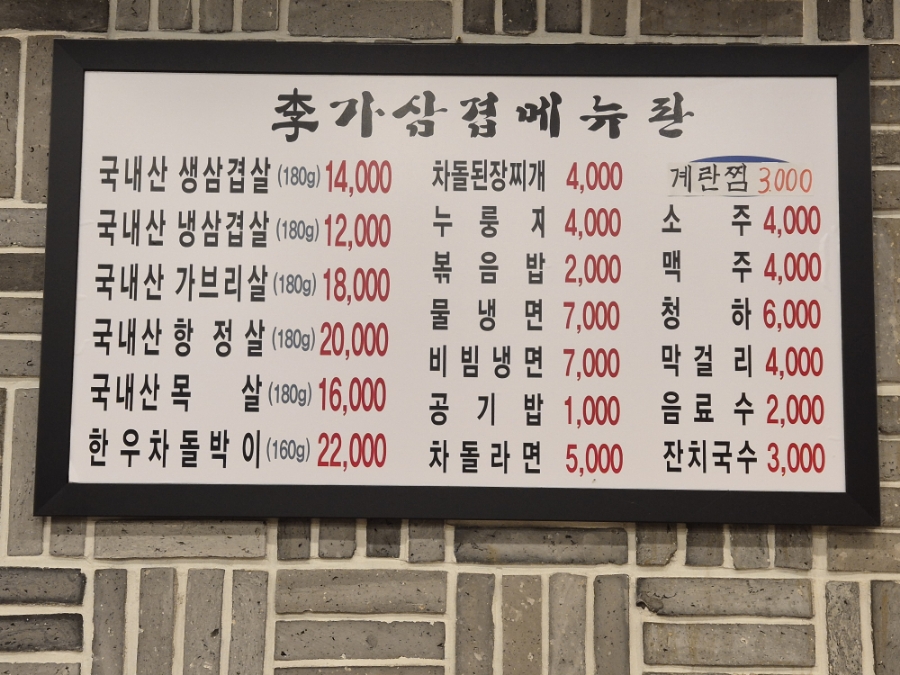 李가삼겹메뉴판
국내산 생삼겹살 (180g) 14,000
국내산 냉삼겹살 (180g) 12,000
국내산 가브리살 (180g) 18,000
국내산 항 정 살 (180g) 20,000
국내산 목 살 (180g) 16,000
한우차돌박이 (160g) 22,000
차돌된장찌개 4,000
누 룽 지 4,000
볶 음 밥 2,000
물 냉 면 7,000
비 빔 냉 면 7,000
공 기 밥 1,000
차 돌 라 면 5,000
계란찜 3.000
소 주 4,000
맥 주 4,000
청 하 6,000
막 걸 리 4,000
음 료 수 2,000
잔치국수 3,000